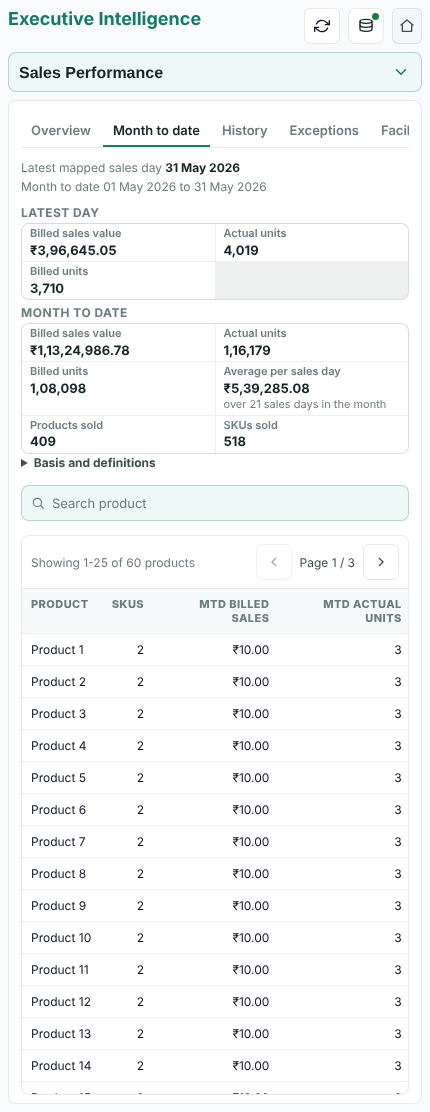 Executive Intelligence
Sales Performance
Overview Month to date History Exceptions Facil
Latest mapped sales day 31 May 2026
Month to date 01 May 2026 to 31 May 2026
LATEST DAY
Billed sales value Actual units
₹3,96,645.05 4,019
Billed units
3,710
MONTH TO DATE
Billed sales value Actual units
₹1,13,24,986.78 1,16,179
Billed units Average per sales day
1,08,098 ₹5,39,285.08
over 21 sales days in the month
Products sold SKUs sold
409 518
Basis and definitions
Search product
Showing 1-25 of 60 products Page 1 / 3
PRODUCT SKUS MTD BILLED SALES MTD ACTUAL UNITS
Product 1 2 ₹10.00 3
Product 2 2 ₹10.00 3
Product 3 2 ₹10.00 3
Product 4 2 ₹10.00 3
Product 5 2 ₹10.00 3
Product 6 2 ₹10.00 3
Product 7 2 ₹10.00 3
Product 8 2 ₹10.00 3
Product 9 2 ₹10.00 3
Product 10 2 ₹10.00 3
Product 11 2 ₹10.00 3
Product 12 2 ₹10.00 3
Product 13 2 ₹10.00 3
Product 14 2 ₹10.00 3